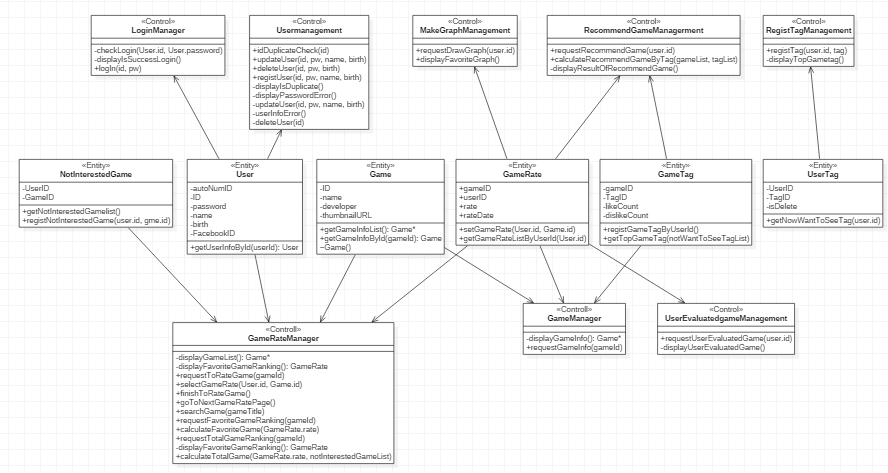 «Control»
LoginManager
-checkLogin(User.id, User.password)
-displayIsSuccessLogin()
+logIn(id, pw)
«Control»
Usermanagement
+idDuplicateCheck(id)
+updateUser(id, pw, name, birth)
+deleteUser(id, pw, birth)
+registUser(id, pw, name, birth)
-displayIsDuplicate()
-displayPasswordError()
-updateUser(id, pw, name, birth)
-userInfoError()
-deleteUser(id)
«Control»
MakeGraphManagement
+requestDrawGraph(user.id)
+displayFavoriteGraph()
«Control»
RecommendGameManagerment
+requestRecommendGame(user.id)
+calculateRecommendGameByTag(gameList, tagList)
-displayResultOfRecommendGame()
«Control»
RegistTagManagement
+registTag(user.id, tag)
-displayTopGametag()
«Entity»
NotInterestedGame
-UserID
-GameID
+getNotInterestedGamelist()
+registNotInterestedGame(user.id, gme.id)
«Entity»
User
-autoNumID
-ID
-password
-name
-birth
-FacebookID
+getUserInfoById(userId): User
«Entity»
Game
-ID
-name
-developer
-thumbnailURL
+getGameInfoList(): Game*
+getGameInfoById(gameId): Game
~Game()
«Entity»
GameRate
+gameID
+userID
+rate
+rateDate
+setGameRate(User.id, Game.id)
+getGameRateListByUserId(User.id)
«Entity»
GameTag
-gameID
-TagID
-likeCount
-dislikeCount
+registGameTagByUserId()
+getTopGameTag(notWantToSeeTagList)
«Entity»
UserTag
-UserID
-TagID
-isDelete
+getNowWantToSeeTag(user.id)
«Controll»
GameRateManager
-displayGameList(): Game*
-displayFavoriteGameRanking(): GameRate
+requestToRateGame(gameId)
+selectGameRate(User.id, Game.id)
+finishToRateGame()
+goToNextGameRatePage()
+searchGame(gameTitle)
+requestFavoriteGameRanking(gameId)
+calculateFavoriteGame(GameRate.rate)
+requestTotalGameRanking(gameId)
-displayFavoriteGameRanking(): GameRate
+calculateTotalGame(GameRate.rate, notInterestedGameList)
«Controll»
GameManager
-displayGameInfo(): Game*
+requestGameInfo(gameId)
«Control»
UserEvaluatedgameManagement
+requestUserEvaluatedGame(user.id)
-displayUserEvaluatedGame()